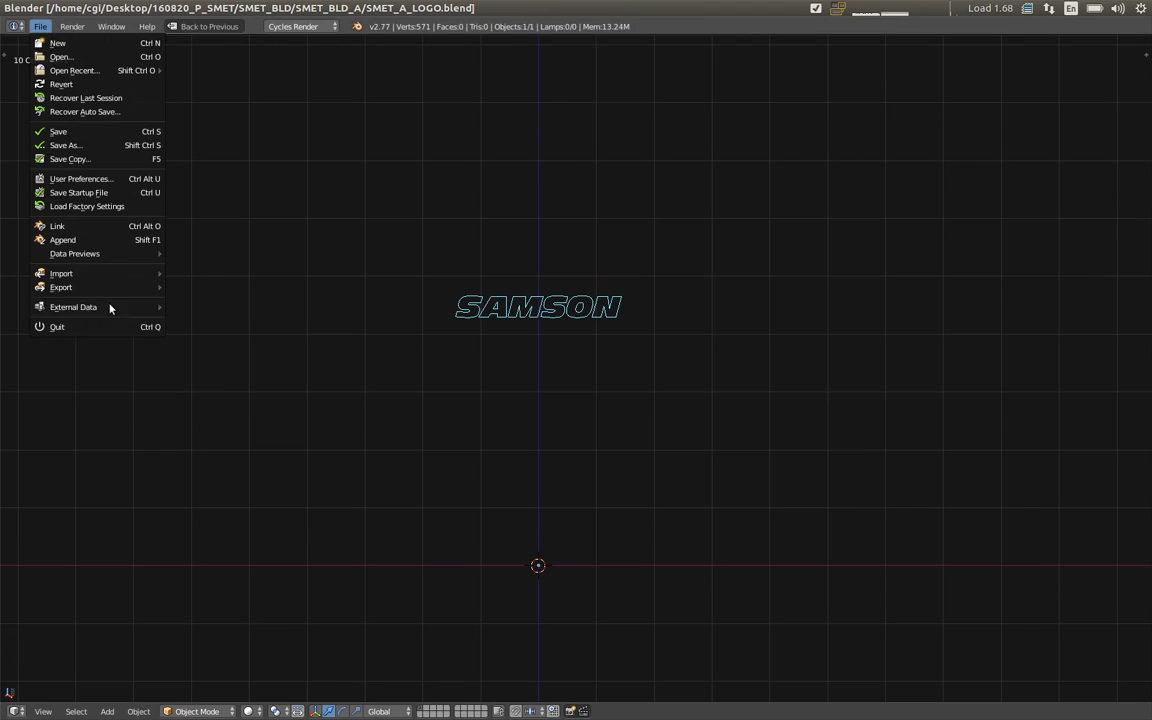 Blender [/home/cgl/Desktop/160820_P_SMET/SMET_BLD/SMET_BLD_A/SMET_A_LOGO.blend]
Load 1.68
En
File Render Window Help Back to Previous Cycles Render v2.77 | Verts:571 | Faces:0 | Tris:0 | Objects:1/1 | Lamps:0/0 | Mem:13.24M
New Ctrl N
Open... Ctrl O
Open Recent... Shift Ctrl O
Revert
Recover Last Session
Recover Auto Save...
Save Ctrl S
Save As... Shift Ctrl S
Save Copy... F5
User Preferences... Ctrl Alt U
Save Startup File Ctrl U
Load Factory Settings
Link Ctrl Alt O
Append Shift F1
Data Previews
Import
Export
External Data
Quit Ctrl Q
10 C
SAMSON
View Select Add Object Object Mode Global